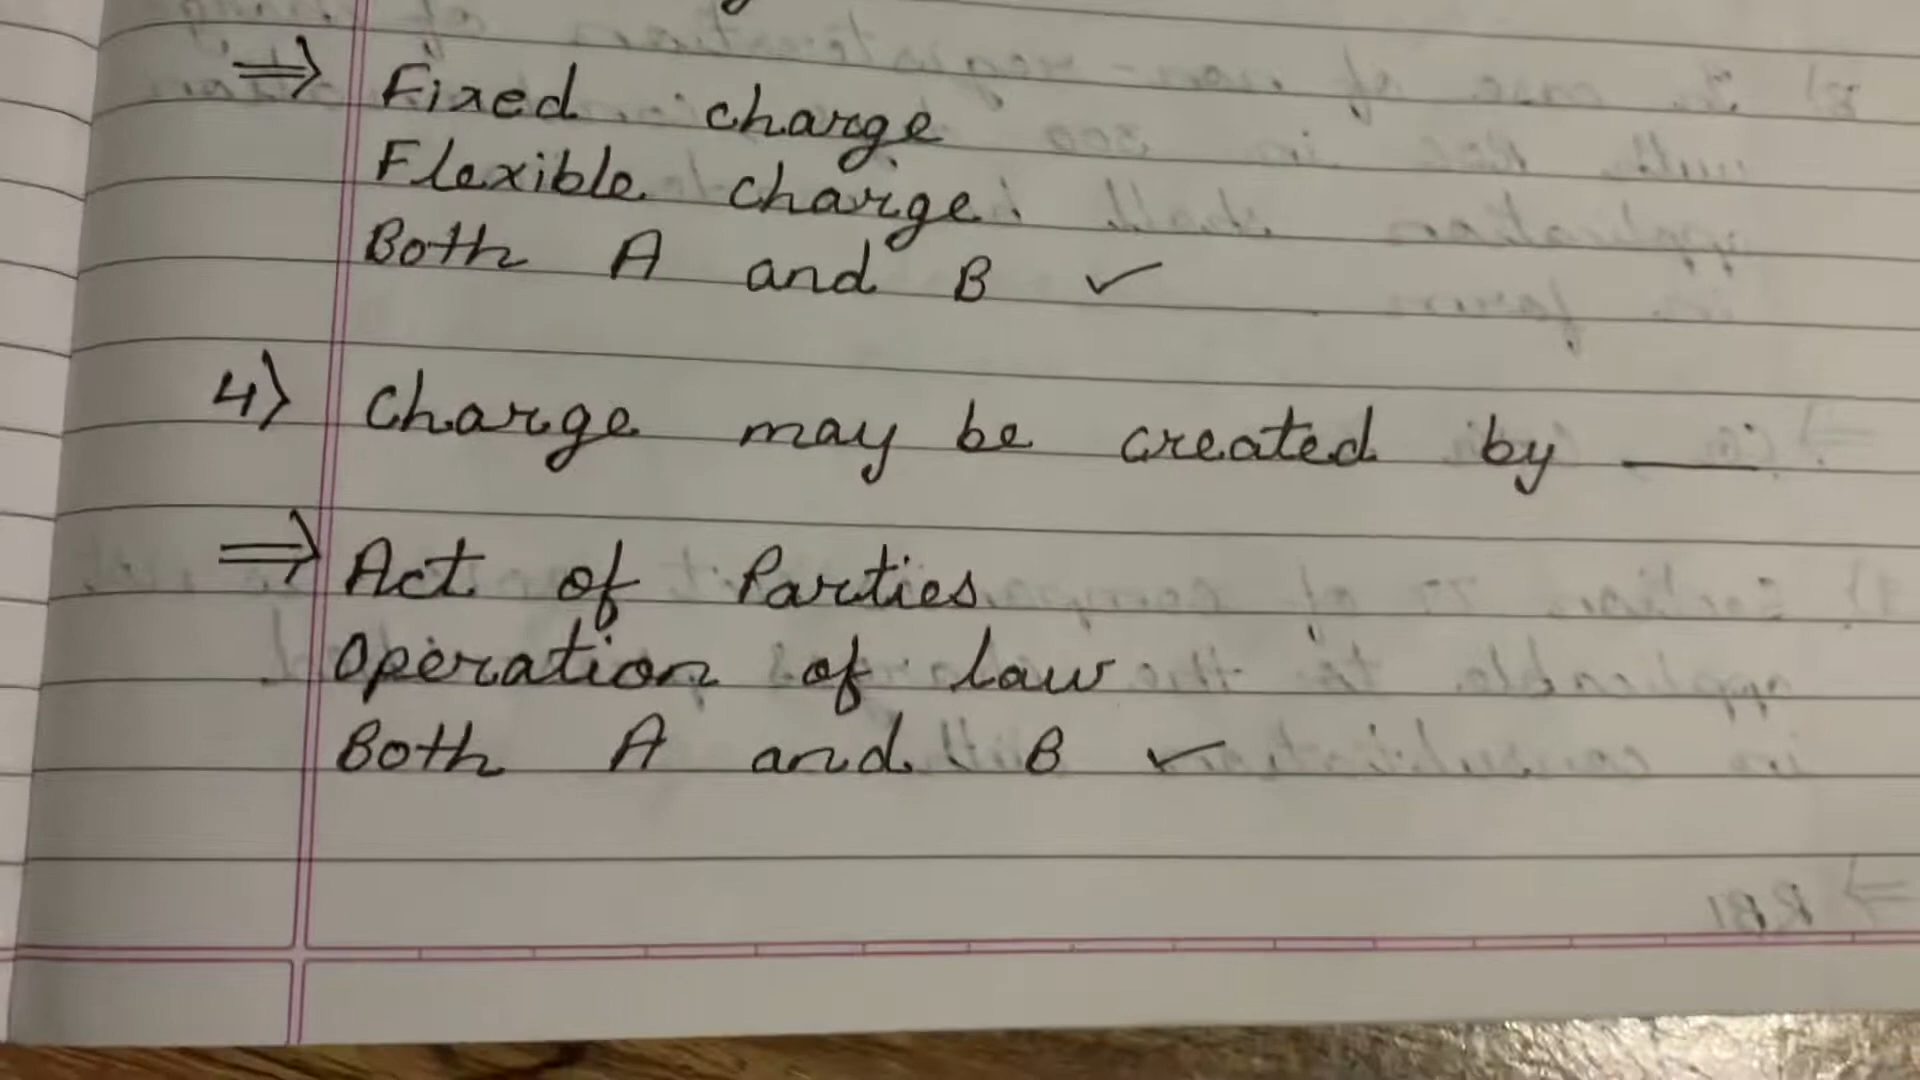 ⇒ Fixed charge
Flexible charge.
Both A and B ✓
4) Charge may be created by ___
⇒ Act of Parties
Operation of law
Both A and B ✓